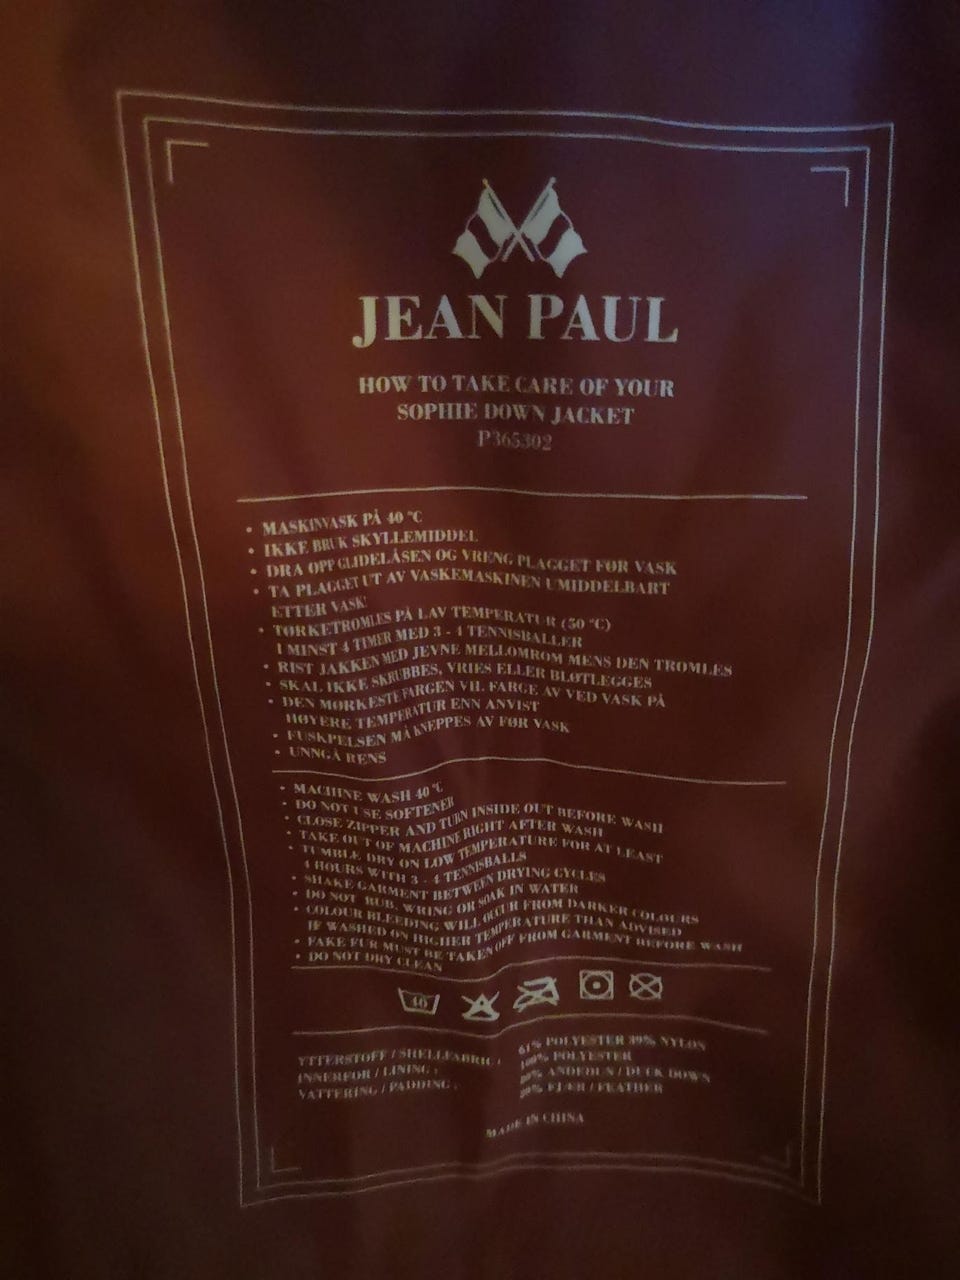 JEAN PAUL
HOW TO TAKE CARE OF YOUR
SOPHIE DOWN JACKET
P365302
• MASKINVASK PÅ 40 °C
• IKKE BRUK SKYLLEMIDDEL
• DRA OPP GLIDELÅSEN OG VRENG PLAGGET FØR VASK
• TA PLAGGET UT AV VASKEMASKINEN UMIDDELBART
ETTER VASK
• TØRKETROMLES PÅ LAV TEMPERATUR (50 °C)
I MINST 4 TIMER MED 3 - 4 TENNISBALLER
• RIST JAKKEN MED JEVNE MELLOMROM MENS DEN TROMLES
• SKAL IKKE SKRUBBES, VRIES ELLER BLØTLEGGES
• DEN MØRKESTE FARGEN VIL FARGE AV VED VASK PÅ
HØYERE TEMPERATUR ENN ANVIST
• FUSKPELSEN MÅ KNEPPES AV FØR VASK
• UNNGÅ RENS
• MACHINE WASH 40 °C
• DO NOT USE SOFTENER
• CLOSE ZIPPER AND TURN INSIDE OUT BEFORE WASH
• TAKE OUT OF MACHINE RIGHT AFTER WASH
• TUMBLE DRY ON LOW TEMPERATURE FOR AT LEAST
4 HOURS WITH 3 - 4 TENNISBALLS
• SHAKE GARMENT BETWEEN DRYING CYCLES
• DO NOT RUB, WRING OR SOAK IN WATER
• COLOUR BLEEDING WILL OCCUR FROM DARKER COLOURS
IF WASHED ON HIGHER TEMPERATURE THAN ADVISED
• FAKE FUR MUST BE TAKEN OFF FROM GARMENT BEFORE WASH
• DO NOT DRY CLEAN
40
YTTERSTOFF / SHELLFABRIC : 61% POLYESTER 39% NYLON
INNERFOR / LINING : 100% POLYESTER
VATTERING / PADDING : 80% ANDEDUN / DUCK DOWN
20% FJÆR / FEATHER
MADE IN CHINA